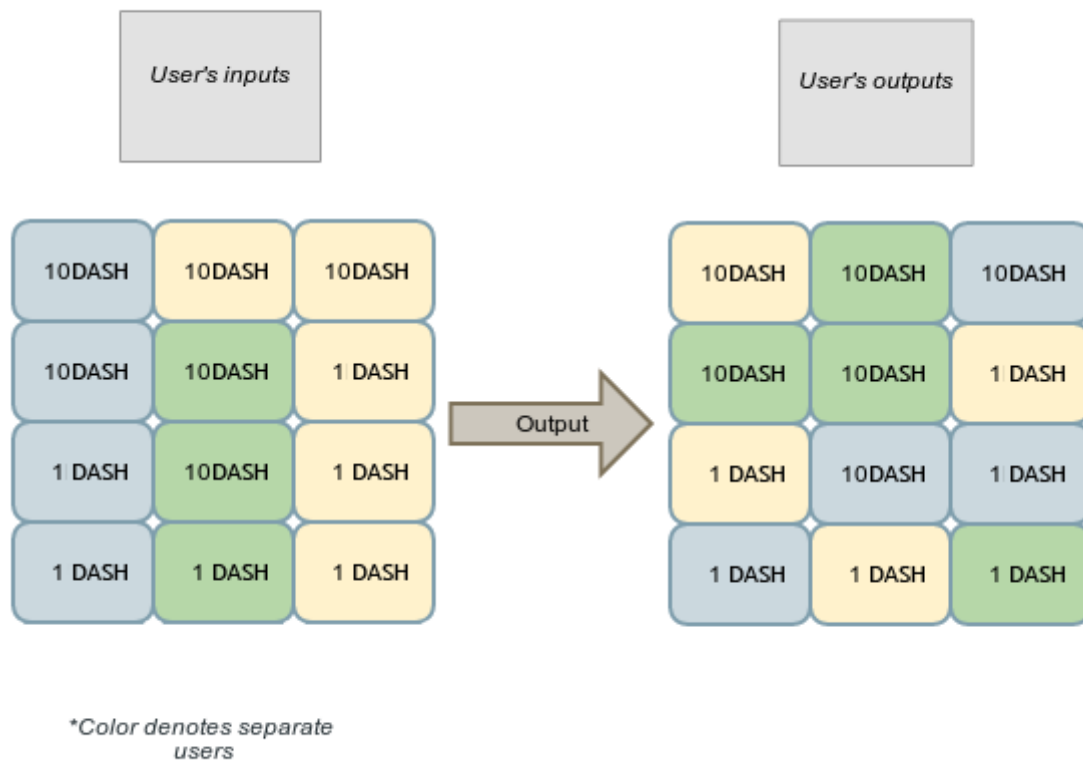 User's inputs
User's outputs
10DASH 10DASH 10DASH
10DASH 10DASH 1 DASH
1 DASH 10DASH 1 DASH
1 DASH 1 DASH 1 DASH
Output
10DASH 10DASH 10DASH
10DASH 10DASH 1 DASH
1 DASH 10DASH 1 DASH
1 DASH 1 DASH 1 DASH
*Color denotes separate
users